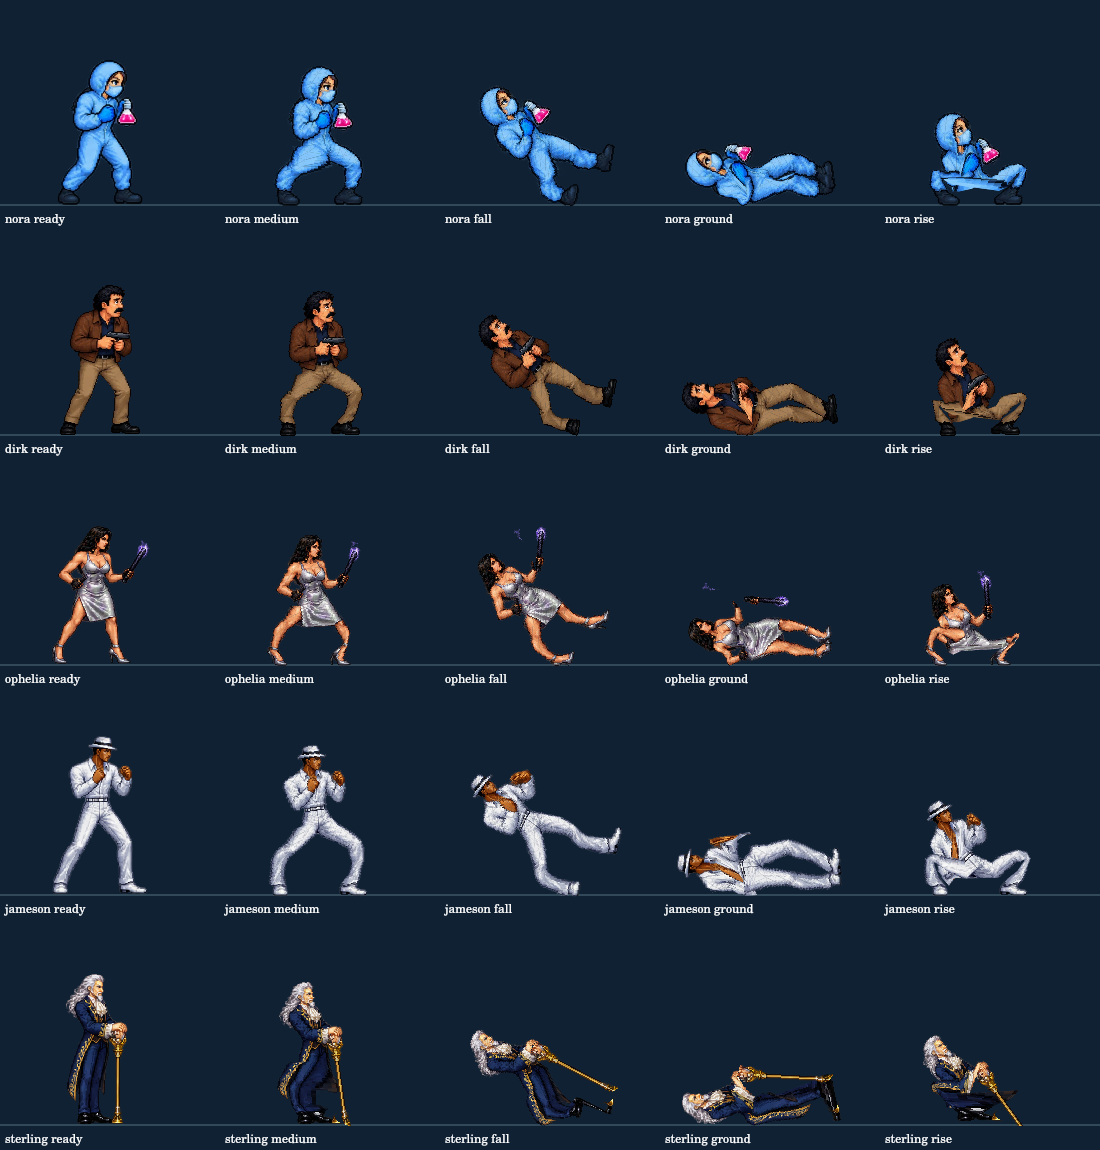 nora ready nora medium nora fall nora ground nora rise
dirk ready dirk medium dirk fall dirk ground dirk rise
ophelia ready ophelia medium ophelia fall ophelia ground ophelia rise
jameson ready jameson medium jameson fall jameson ground jameson rise
sterling ready sterling medium sterling fall sterling ground sterling rise